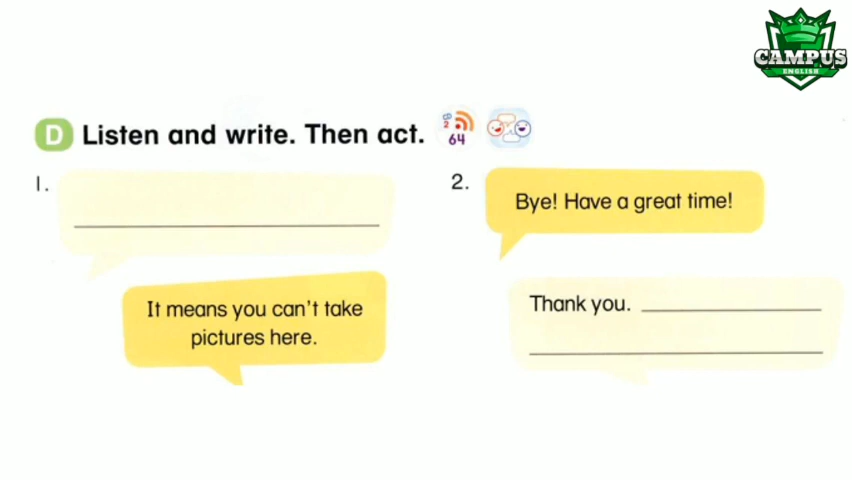 CAMPUS
ENGLISH
D Listen and write. Then act. CD 2 64
1.
It means you can't take
pictures here.
2. Bye! Have a great time!
Thank you.